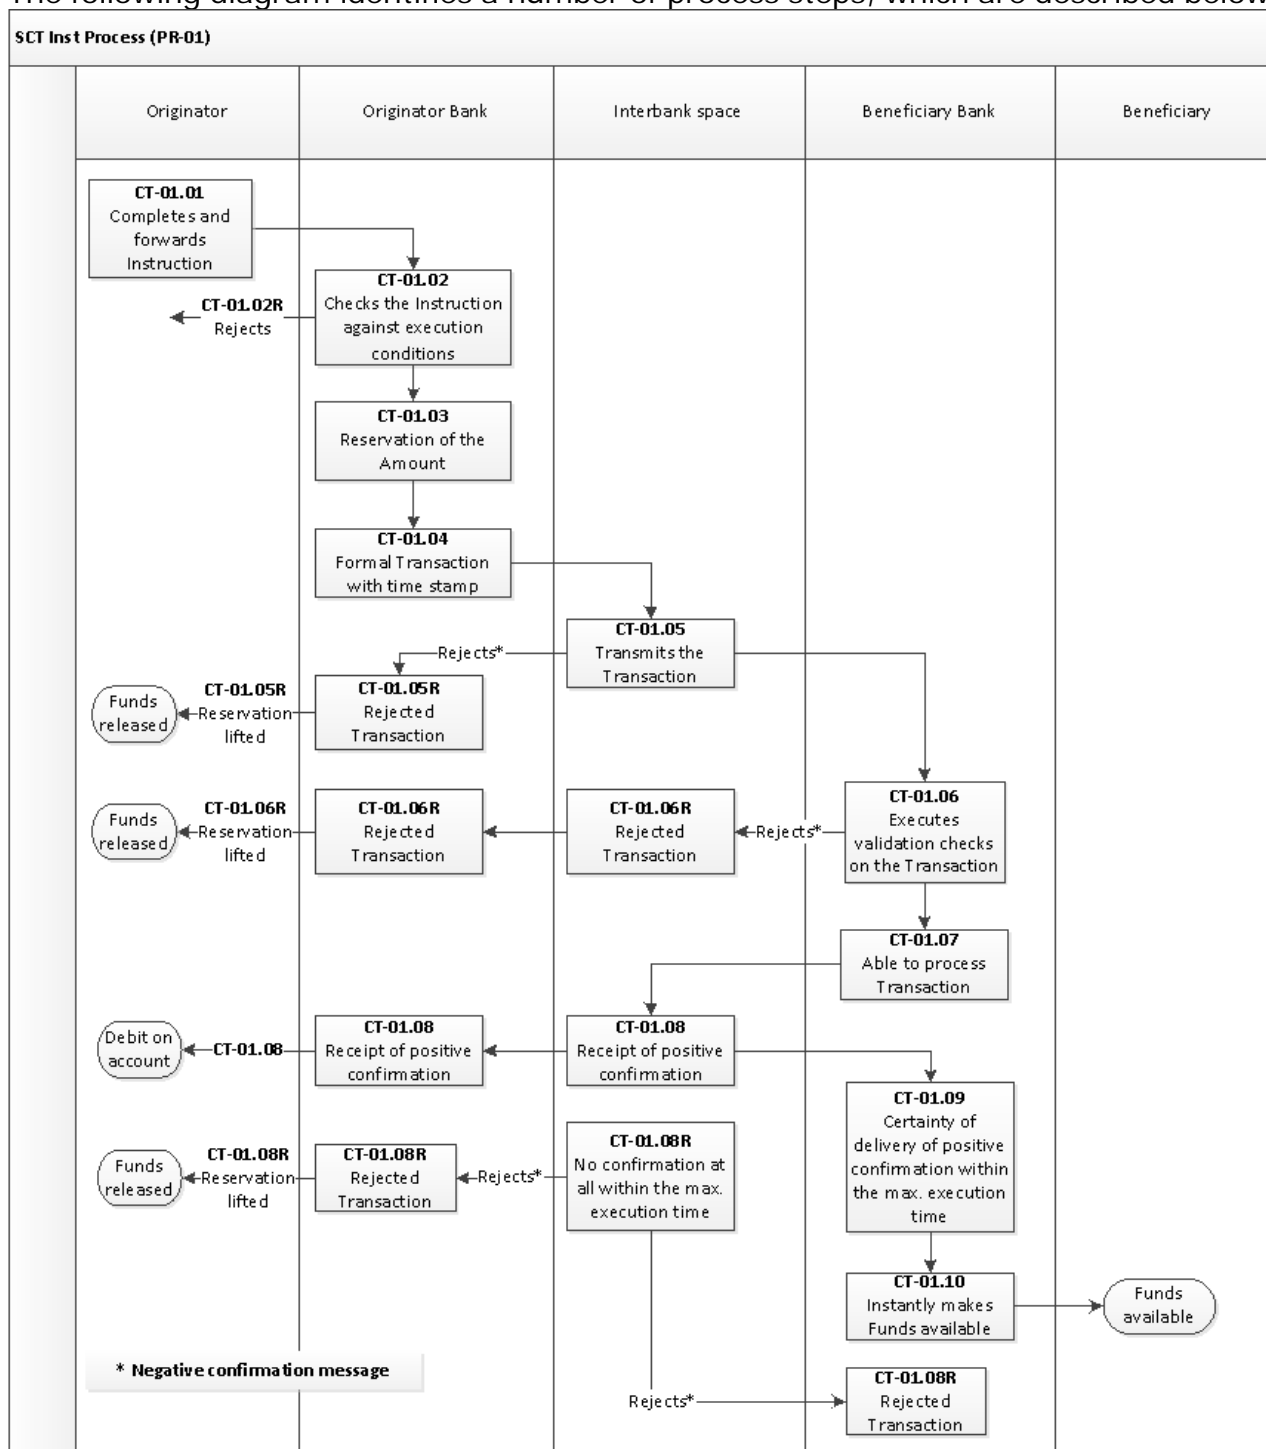 The following diagram identifies a number of process steps, which are described below
SCT Inst Process (PR-01)
Originator
Originator Bank
Interbank space
Beneficiary Bank
Beneficiary
CT-01.01
Completes and
forwards
Instruction
CT-01.02
Checks the Instruction
against execution
conditions
CT-01.02R
Rejects
CT-01.03
Reservation of the
Amount
CT-01.04
Formal Transaction
with time stamp
CT-01.05
Transmits the
Transaction
Rejects*
CT-01.05R
Rejected
Transaction
CT-01.05R
Reservation
lifted
Funds
released
CT-01.06
Executes
validation checks
on the Transaction
Rejects*
CT-01.06R
Rejected
Transaction
CT-01.06R
Rejected
Transaction
CT-01.06R
Reservation
lifted
Funds
released
CT-01.07
Able to process
Transaction
CT-01.08
Receipt of positive
confirmation
CT-01.08
Receipt of positive
confirmation
CT-01.08
Debit on
account
CT-01.09
Certainty of
delivery of positive
confirmation within
the max. execution
time
CT-01.08R
No confirmation at
all within the max.
execution time
Rejects*
CT-01.08R
Rejected
Transaction
CT-01.08R
Reservation
lifted
Funds
released
CT-01.10
Instantly makes
Funds available
Funds
available
* Negative confirmation message
Rejects*
CT-01.08R
Rejected
Transaction